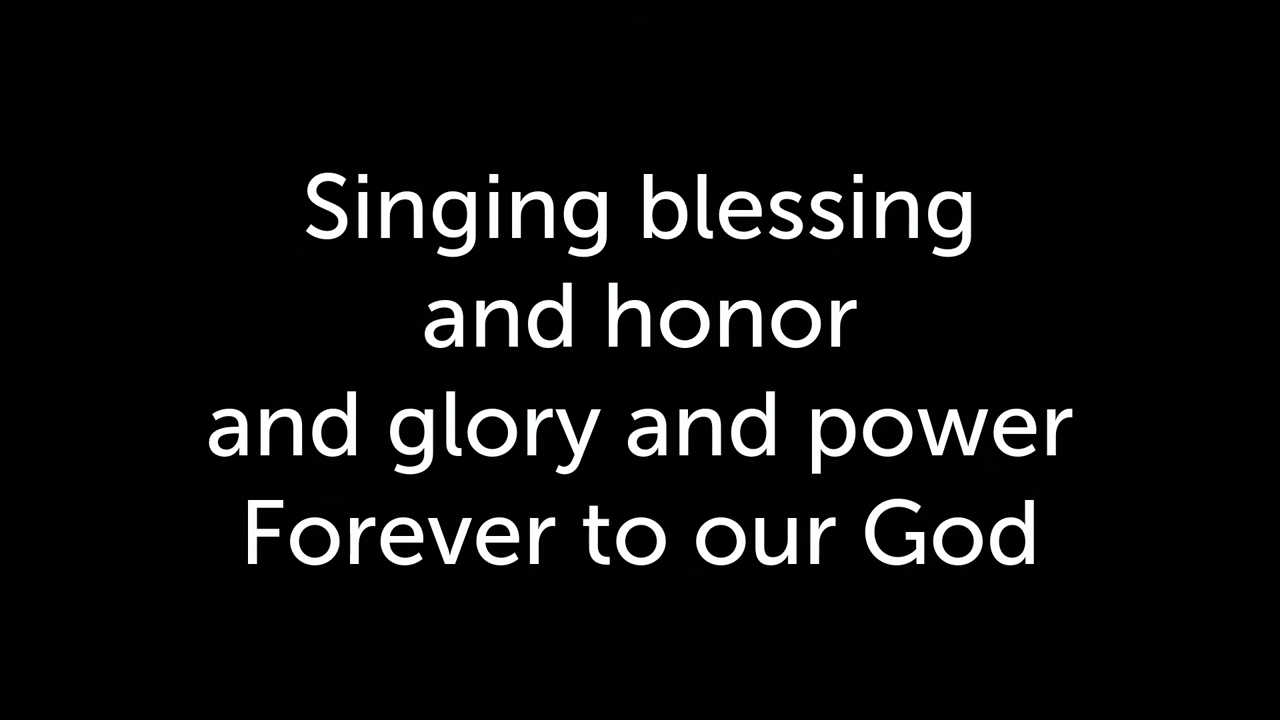 Singing blessing
and honor
and glory and power
Forever to our God